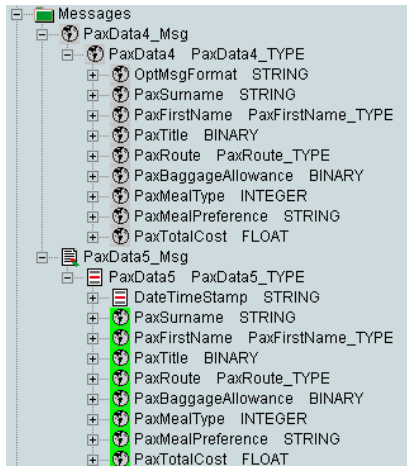 Messages
PaxData4_Msg
PaxData4 PaxData4_TYPE
OptMsgFormat STRING
PaxSurname STRING
PaxFirstName PaxFirstName_TYPE
PaxTitle BINARY
PaxRoute PaxRoute_TYPE
PaxBaggageAllowance BINARY
PaxMealType INTEGER
PaxMealPreference STRING
PaxTotalCost FLOAT
PaxData5_Msg
PaxData5 PaxData5_TYPE
DateTimeStamp STRING
PaxSurname STRING
PaxFirstName PaxFirstName_TYPE
PaxTitle BINARY
PaxRoute PaxRoute_TYPE
PaxBaggageAllowance BINARY
PaxMealType INTEGER
PaxMealPreference STRING
PaxTotalCost FLOAT